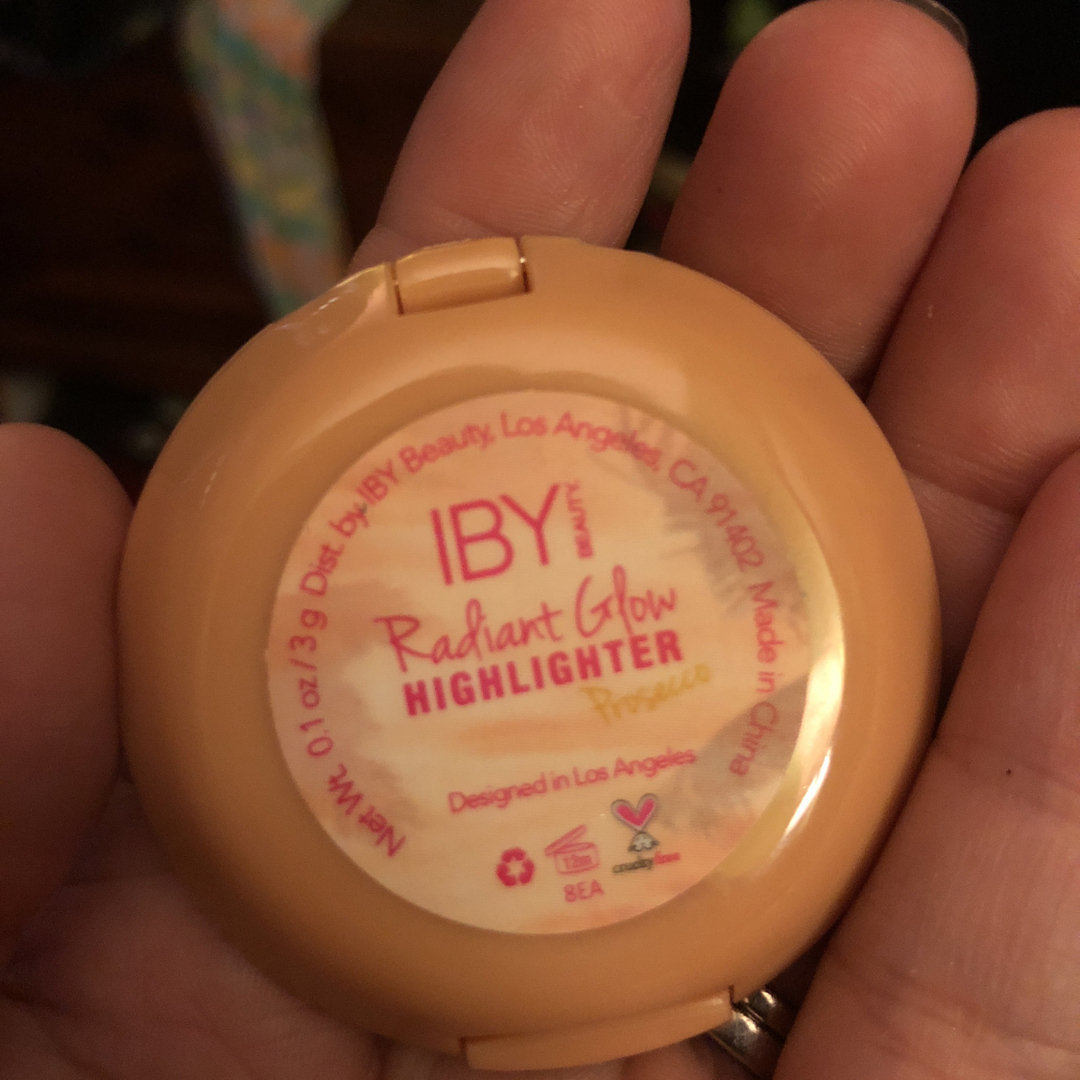 Net Wt. 0.1 oz / 3 g Dist. by IBY Beauty, Los Angeles, CA 91402 Made in China
IBY BEAUTY
Radiant Glow
HIGHLIGHTER
Prosecco
Designed in Los Angeles
12m
crueltyfree
8EA